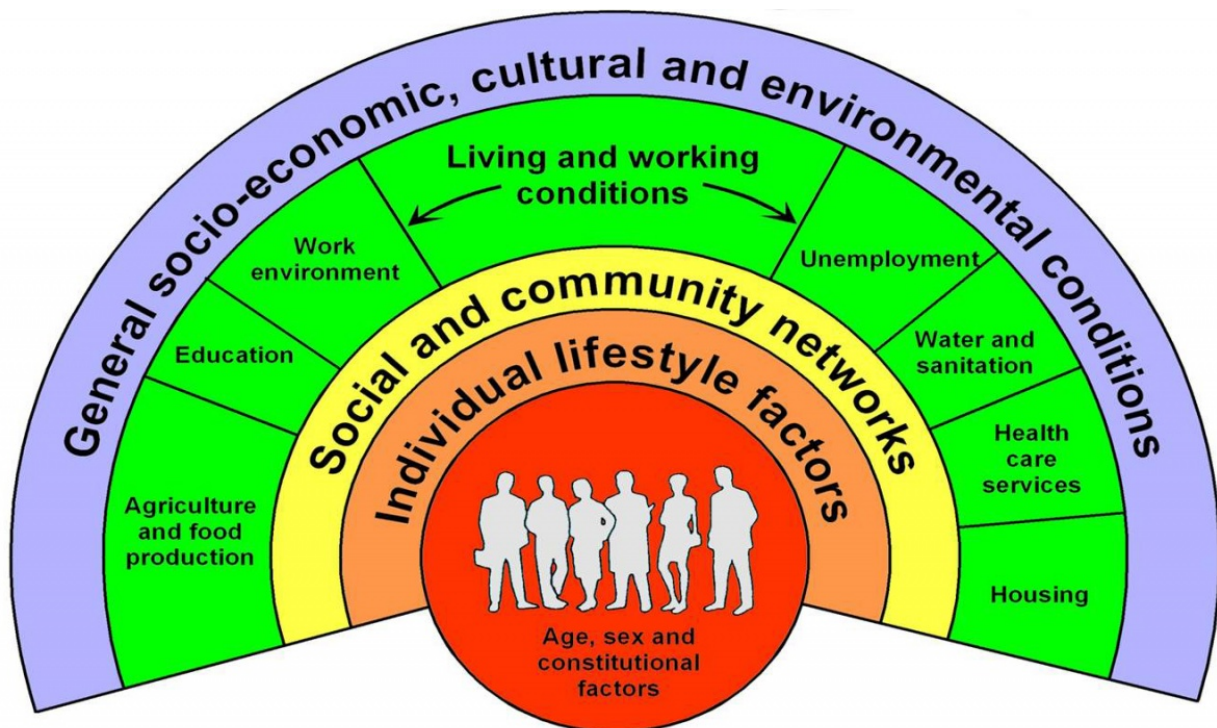 General socio-economic, cultural and environmental conditions
Living and working
conditions
Work
environment
Unemployment
Education
Water and
sanitation
Agriculture
and food
production
Health
care
services
Housing
Social and community networks
Individual lifestyle factors
Age, sex and
constitutional
factors